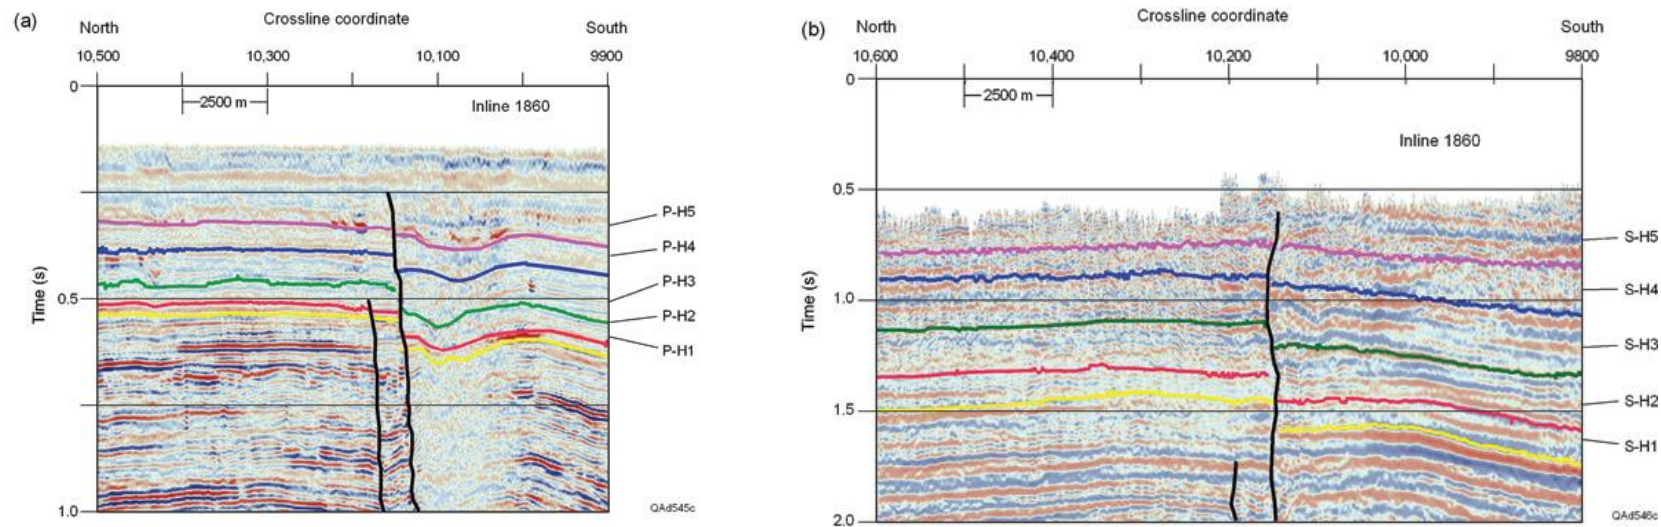 (a)
Crossline coordinate
North
South
10,500
10,300
10,100
9900
0
2500 m
Inline 1860
P-H5
P-H4
P-H3
P-H2
P-H1
0.5
1.0
Time (s)
QAd545c
(b)
Crossline coordinate
North
South
10,600
10,400
10,200
10,000
9800
0
2500 m
Inline 1860
0.5
1.0
1.5
2.0
Time (s)
S-H5
S-H4
S-H3
S-H2
S-H1
QAd546c